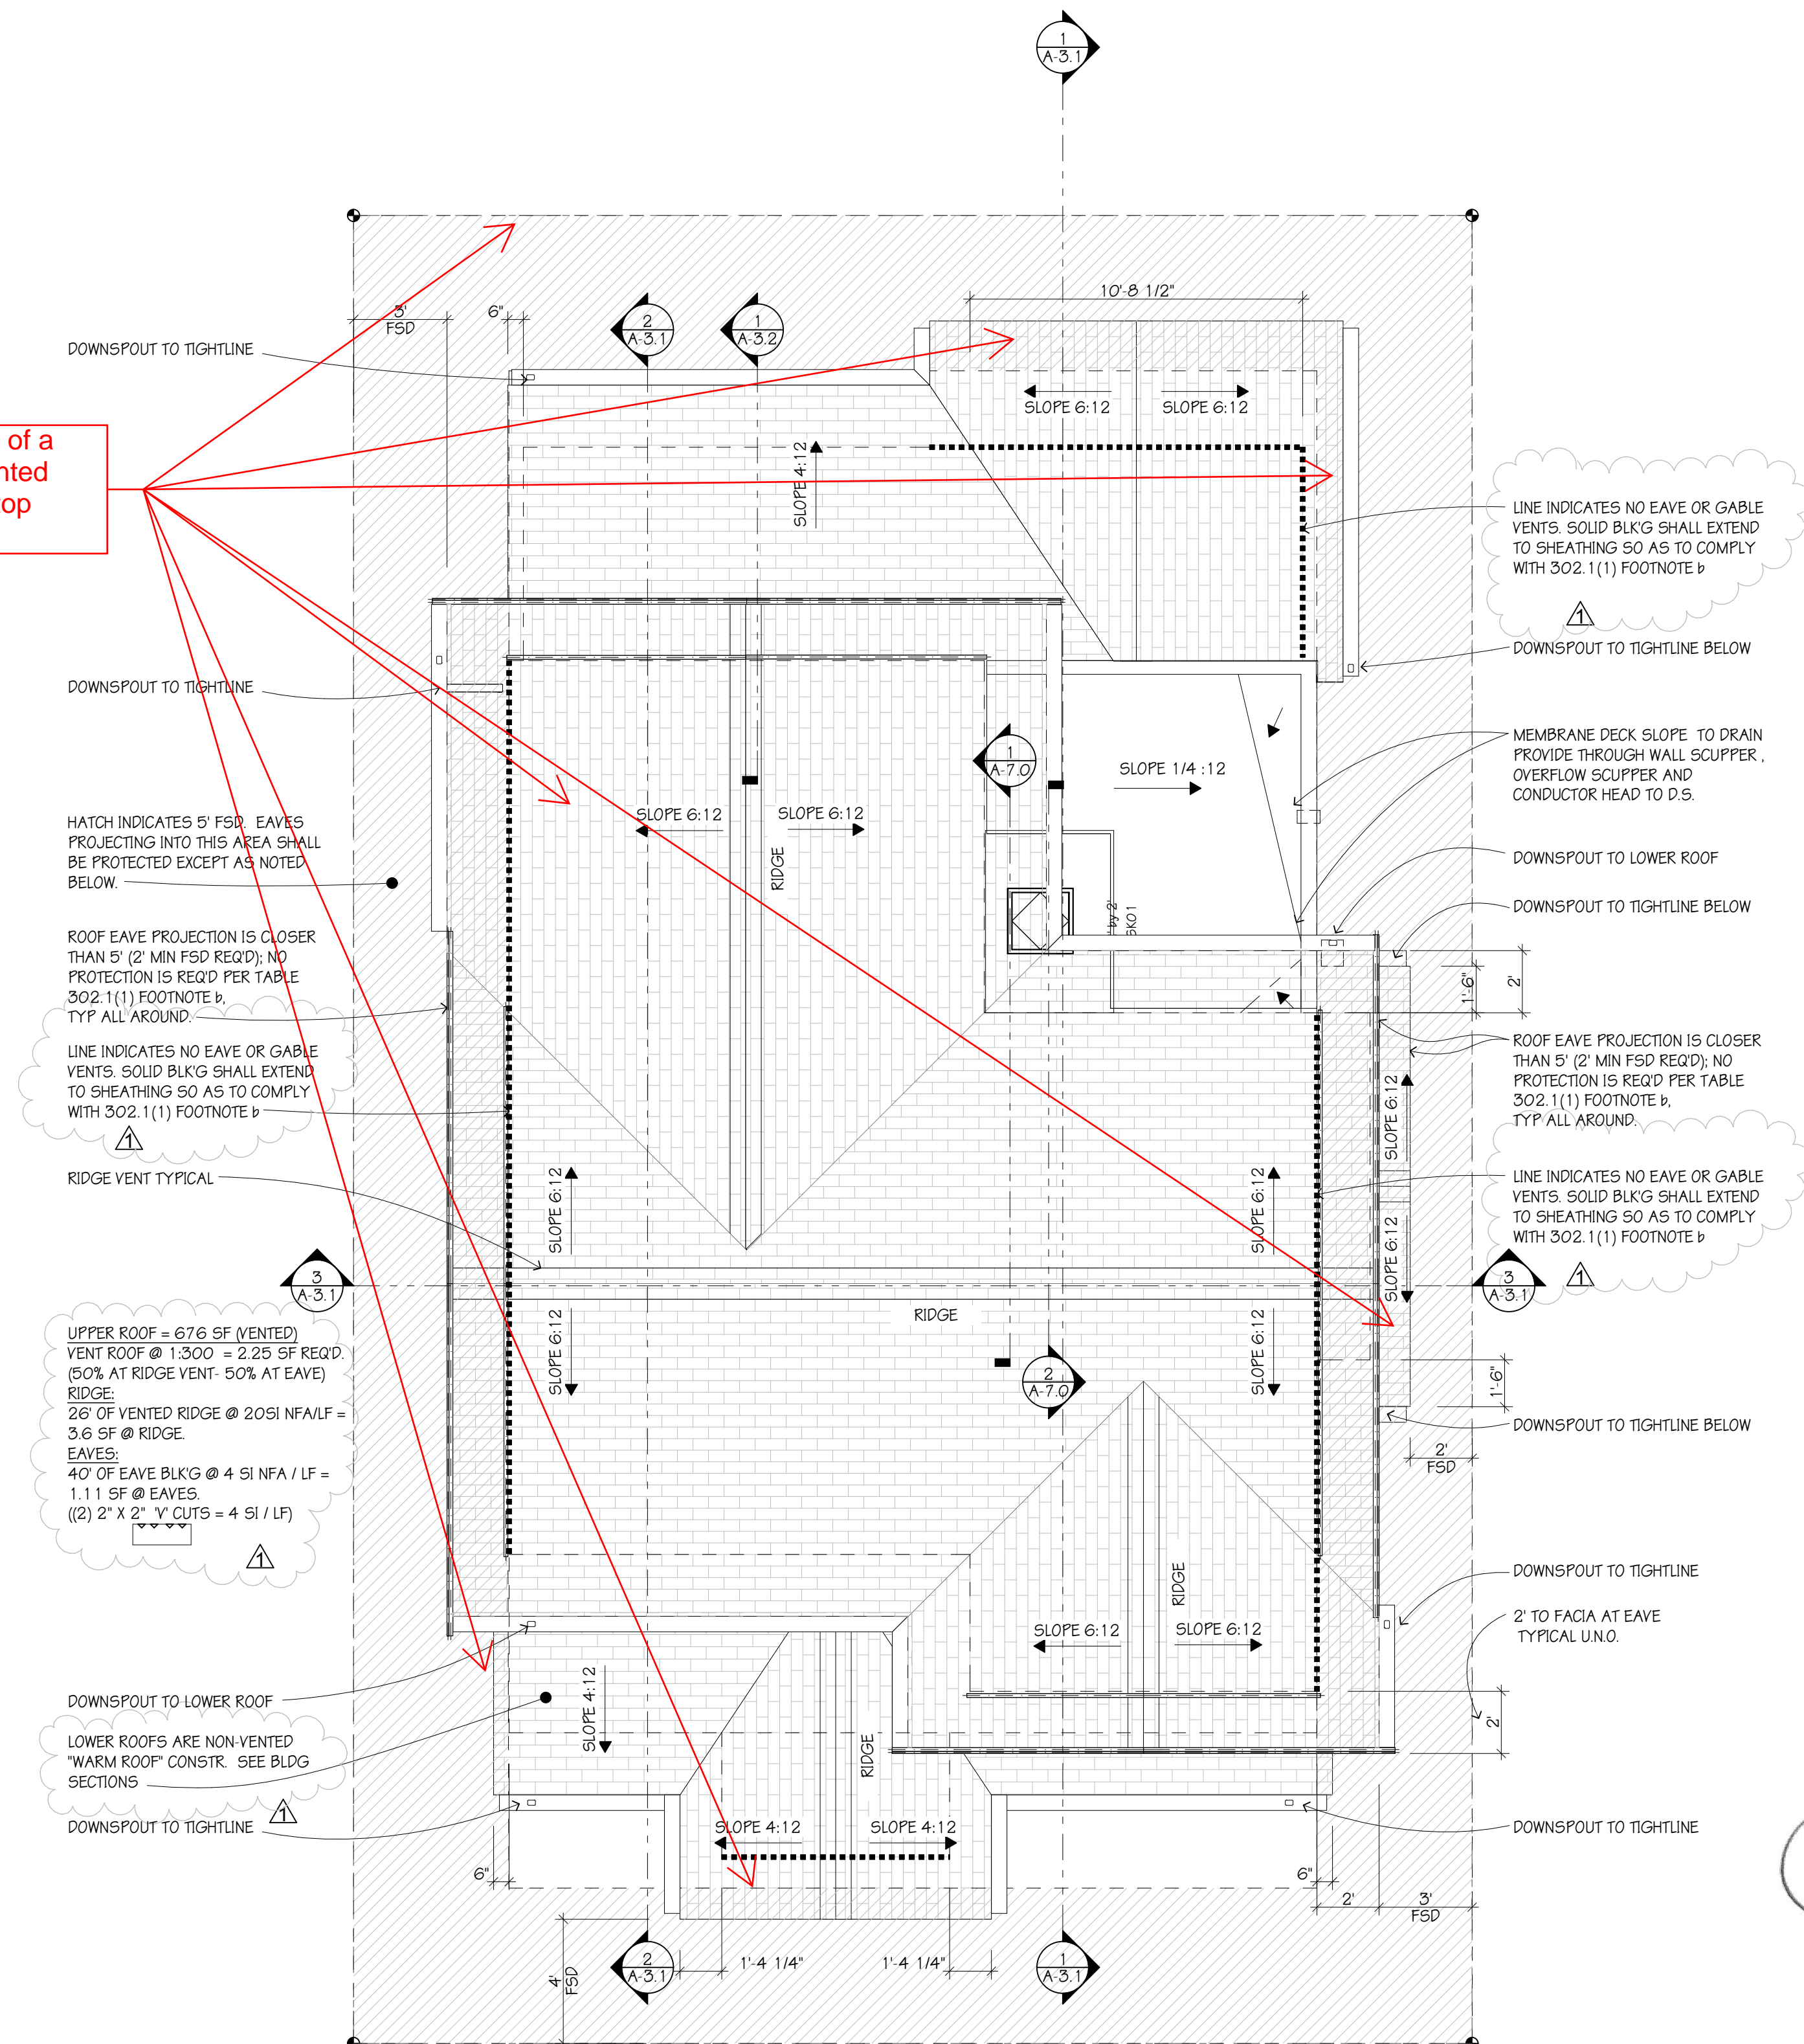 1
A-3.1
3'
FSD
6"
2
A-3.1
1
A-3.2
10'-8 1/2"
DOWNSPOUT TO TIGHTLINE
of a
nted
op
SLOPE 6:12
SLOPE 6:12
SLOPE 4:12
LINE INDICATES NO EAVE OR GABLE
VENTS. SOLID BLK'G SHALL EXTEND
TO SHEATHING SO AS TO COMPLY
WITH 302.1(1) FOOTNOTE b
1
DOWNSPOUT TO TIGHTLINE BELOW
DOWNSPOUT TO TIGHTLINE
MEMBRANE DECK SLOPE TO DRAIN
PROVIDE THROUGH WALL SCUPPER ,
OVERFLOW SCUPPER AND
CONDUCTOR HEAD TO D.S.
1
A-7.0
SLOPE 1/4 :12
SLOPE 6:12
SLOPE 6:12
RIDGE
HATCH INDICATES 5' FSD. EAVES
PROJECTING INTO THIS AREA SHALL
BE PROTECTED EXCEPT AS NOTED
BELOW.
DOWNSPOUT TO LOWER ROOF
by 2'
SK01
DOWNSPOUT TO TIGHTLINE BELOW
ROOF EAVE PROJECTION IS CLOSER
THAN 5' (2' MIN FSD REQ'D); NO
PROTECTION IS REQ'D PER TABLE
302.1(1) FOOTNOTE b,
TYP ALL AROUND.
1'-6"
2'
LINE INDICATES NO EAVE OR GABLE
VENTS. SOLID BLK'G SHALL EXTEND
TO SHEATHING SO AS TO COMPLY
WITH 302.1(1) FOOTNOTE b
1
ROOF EAVE PROJECTION IS CLOSER
THAN 5' (2' MIN FSD REQ'D); NO
PROTECTION IS REQ'D PER TABLE
302.1(1) FOOTNOTE b,
TYP ALL AROUND.
SLOPE 6:12
RIDGE VENT TYPICAL
SLOPE 6:12
SLOPE 6:12
LINE INDICATES NO EAVE OR GABLE
VENTS. SOLID BLK'G SHALL EXTEND
TO SHEATHING SO AS TO COMPLY
WITH 302.1(1) FOOTNOTE b
1
SLOPE 6:12
3
A-3.1
3
A-3.1
RIDGE
UPPER ROOF = 676 SF (VENTED)
VENT ROOF @ 1:300 = 2.25 SF REQ'D.
(50% AT RIDGE VENT- 50% AT EAVE)
RIDGE:
26' OF VENTED RIDGE @ 20SI NFA/LF =
3.6 SF @ RIDGE.
EAVES:
40' OF EAVE BLK'G @ 4 SI NFA / LF =
1.11 SF @ EAVES.
((2) 2" X 2" 'V' CUTS = 4 SI / LF)
1
SLOPE 6:12
SLOPE 6:12
2
A-7.0
1'-6"
DOWNSPOUT TO TIGHTLINE BELOW
2'
FSD
RIDGE
DOWNSPOUT TO TIGHTLINE
SLOPE 6:12
SLOPE 6:12
2' TO FACIA AT EAVE
TYPICAL U.N.O.
DOWNSPOUT TO LOWER ROOF
SLOPE 4:12
2'
LOWER ROOFS ARE NON-VENTED
"WARM ROOF" CONSTR. SEE BLDG
SECTIONS
1
RIDGE
DOWNSPOUT TO TIGHTLINE
SLOPE 4:12
SLOPE 4:12
DOWNSPOUT TO TIGHTLINE
6"
6"
2'
3'
FSD
4'
FSD
2
A-3.1
1'-4 1/4"
1'-4 1/4"
1
A-3.1